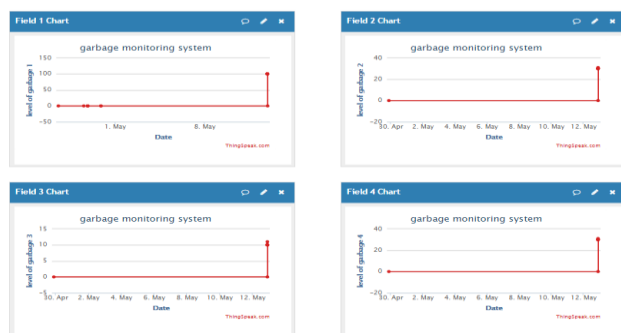 Field 1 Chart
garbage monitoring system
level of garbage 1
150
100
50
0
-50
1. May
8. May
Date
ThingSpeak.com
Field 2 Chart
garbage monitoring system
level of garbage 2
40
20
0
-20
30. Apr 2. May 4. May 6. May 8. May 10. May 12. May
Date
ThingSpeak.com
Field 3 Chart
garbage monitoring system
level of garbage 3
15
10
5
0
-5
30. Apr 2. May 4. May 6. May 8. May 10. May 12. May
Date
ThingSpeak.com
Field 4 Chart
garbage monitoring system
level of garbage 4
40
20
0
-20
30. Apr 2. May 4. May 6. May 8. May 10. May 12. May
Date
ThingSpeak.com